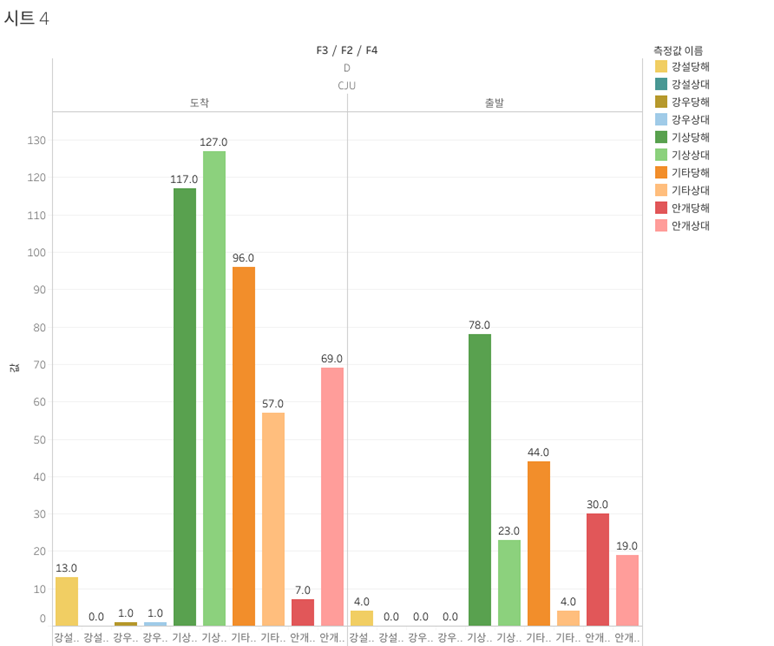 시트 4
F3 / F2 / F4
D
CJU
도착 출발
측정값 이름
강설당해
강설상대
강우당해
강우상대
기상당해
기상상대
기타당해
기타상대
안개당해
안개상대
값
130
120
110
100
90
80
70
60
50
40
30
20
10
0
13.0 0.0 1.0 1.0 117.0 127.0 96.0 57.0 7.0 69.0 4.0 0.0 0.0 0.0 78.0 23.0 44.0 4.0 30.0 19.0
강설.. 강설.. 강우.. 강우.. 기상.. 기상.. 기타.. 기타.. 안개.. 안개.. 강설.. 강설.. 강우.. 강우.. 기상.. 기상.. 기타.. 기타.. 안개.. 안개..